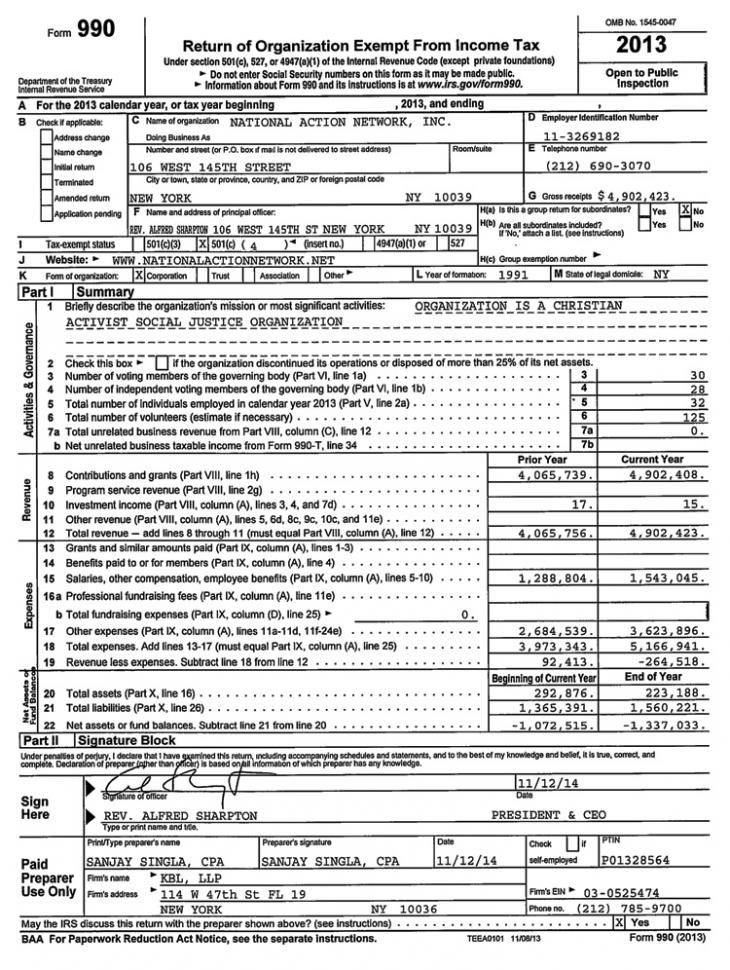 Form 990
OMB No. 1545-0047
Return of Organization Exempt From Income Tax
2013
Under section 501(c), 527, or 4947(a)(1) of the Internal Revenue Code (except private foundations)
► Do not enter Social Security numbers on this form as it may be made public.
► Information about Form 990 and its instructions is at www.irs.gov/form990.
Department of the Treasury
Internal Revenue Service
Open to Public
Inspection
A For the 2013 calendar year, or tax year beginning , 2013, and ending ,
B Check if applicable:
Address change
Name change
Initial return
Terminated
Amended return
Application pending
C Name of organization NATIONAL ACTION NETWORK, INC.
Doing Business As
Number and street (or P.O. box if mail is not delivered to street address) Room/suite
106 WEST 145TH STREET
City or town, state or province, country, and ZIP or foreign postal code
NEW YORK NY 10039
D Employer Identification Number
11-3269182
E Telephone number
(212) 690-3070
G Gross receipts $ 4,902,423.
F Name and address of principal officer:
REV. ALFRED SHARPTON 106 WEST 145TH ST NEW YORK NY 10039
H(a) Is this a group return for subordinates? Yes X No
H(b) Are all subordinates included? Yes No
If 'No,' attach a list. (see instructions)
I Tax-exempt status 501(c)(3) X 501(c) ( 4 )◄ (insert no.) 4947(a)(1) or 527
J Website: ► WWW.NATIONALACTIONNETWORK.NET
H(c) Group exemption number ►
K Form of organization: X Corporation Trust Association Other ► L Year of formation: 1991 M State of legal domicile: NY
Part I Summary
Activities & Governance
1 Briefly describe the organization's mission or most significant activities: ORGANIZATION IS A CHRISTIAN
ACTIVIST SOCIAL JUSTICE ORGANIZATION
2 Check this box ► if the organization discontinued its operations or disposed of more than 25% of its net assets.
3 Number of voting members of the governing body (Part VI, line 1a) 3 30
4 Number of independent voting members of the governing body (Part VI, line 1b) 4 28
5 Total number of individuals employed in calendar year 2013 (Part V, line 2a) 5 32
6 Total number of volunteers (estimate if necessary) 6 125
7a Total unrelated business revenue from Part VIII, column (C), line 12 7a 0.
b Net unrelated business taxable income from Form 990-T, line 34 7b
Prior Year Current Year
Revenue
8 Contributions and grants (Part VIII, line 1h) 4,065,739. 4,902,408.
9 Program service revenue (Part VIII, line 2g)
10 Investment income (Part VIII, column (A), lines 3, 4, and 7d) 17. 15.
11 Other revenue (Part VIII, column (A), lines 5, 6d, 8c, 9c, 10c, and 11e)
12 Total revenue — add lines 8 through 11 (must equal Part VIII, column (A), line 12) 4,065,756. 4,902,423.
Expenses
13 Grants and similar amounts paid (Part IX, column (A), lines 1-3)
14 Benefits paid to or for members (Part IX, column (A), line 4)
15 Salaries, other compensation, employee benefits (Part IX, column (A), lines 5-10) 1,288,804. 1,543,045.
16a Professional fundraising fees (Part IX, column (A), line 11e)
b Total fundraising expenses (Part IX, column (D), line 25) ► 0.
17 Other expenses (Part IX, column (A), lines 11a-11d, 11f-24e) 2,684,539. 3,623,896.
18 Total expenses. Add lines 13-17 (must equal Part IX, column (A), line 25) 3,973,343. 5,166,941.
19 Revenue less expenses. Subtract line 18 from line 12 92,413. -264,518.
Net Assets or
Fund Balances
Beginning of Current Year End of Year
20 Total assets (Part X, line 16) 292,876. 223,188.
21 Total liabilities (Part X, line 26) 1,365,391. 1,560,221.
22 Net assets or fund balances. Subtract line 21 from line 20 -1,072,515. -1,337,033.
Part II Signature Block
Under penalties of perjury, I declare that I have examined this return, including accompanying schedules and statements, and to the best of my knowledge and belief, it is true, correct, and
complete. Declaration of preparer (other than officer) is based on all information of which preparer has any knowledge.
Sign
Here
11/12/14
Signature of officer Date
REV. ALFRED SHARPTON PRESIDENT & CEO
Type or print name and title.
Paid
Preparer
Use Only
Print/Type preparer's name Preparer's signature Date Check if PTIN
SANJAY SINGLA, CPA SANJAY SINGLA, CPA 11/12/14 self-employed P01328564
Firm's name ► KBL, LLP
Firm's address ► 114 W 47th St FL 19 Firm's EIN ► 03-0525474
NEW YORK NY 10036 Phone no. (212) 785-9700
May the IRS discuss this return with the preparer shown above? (see instructions) X Yes No
BAA For Paperwork Reduction Act Notice, see the separate instructions. TEEA0101 11/08/13 Form 990 (2013)